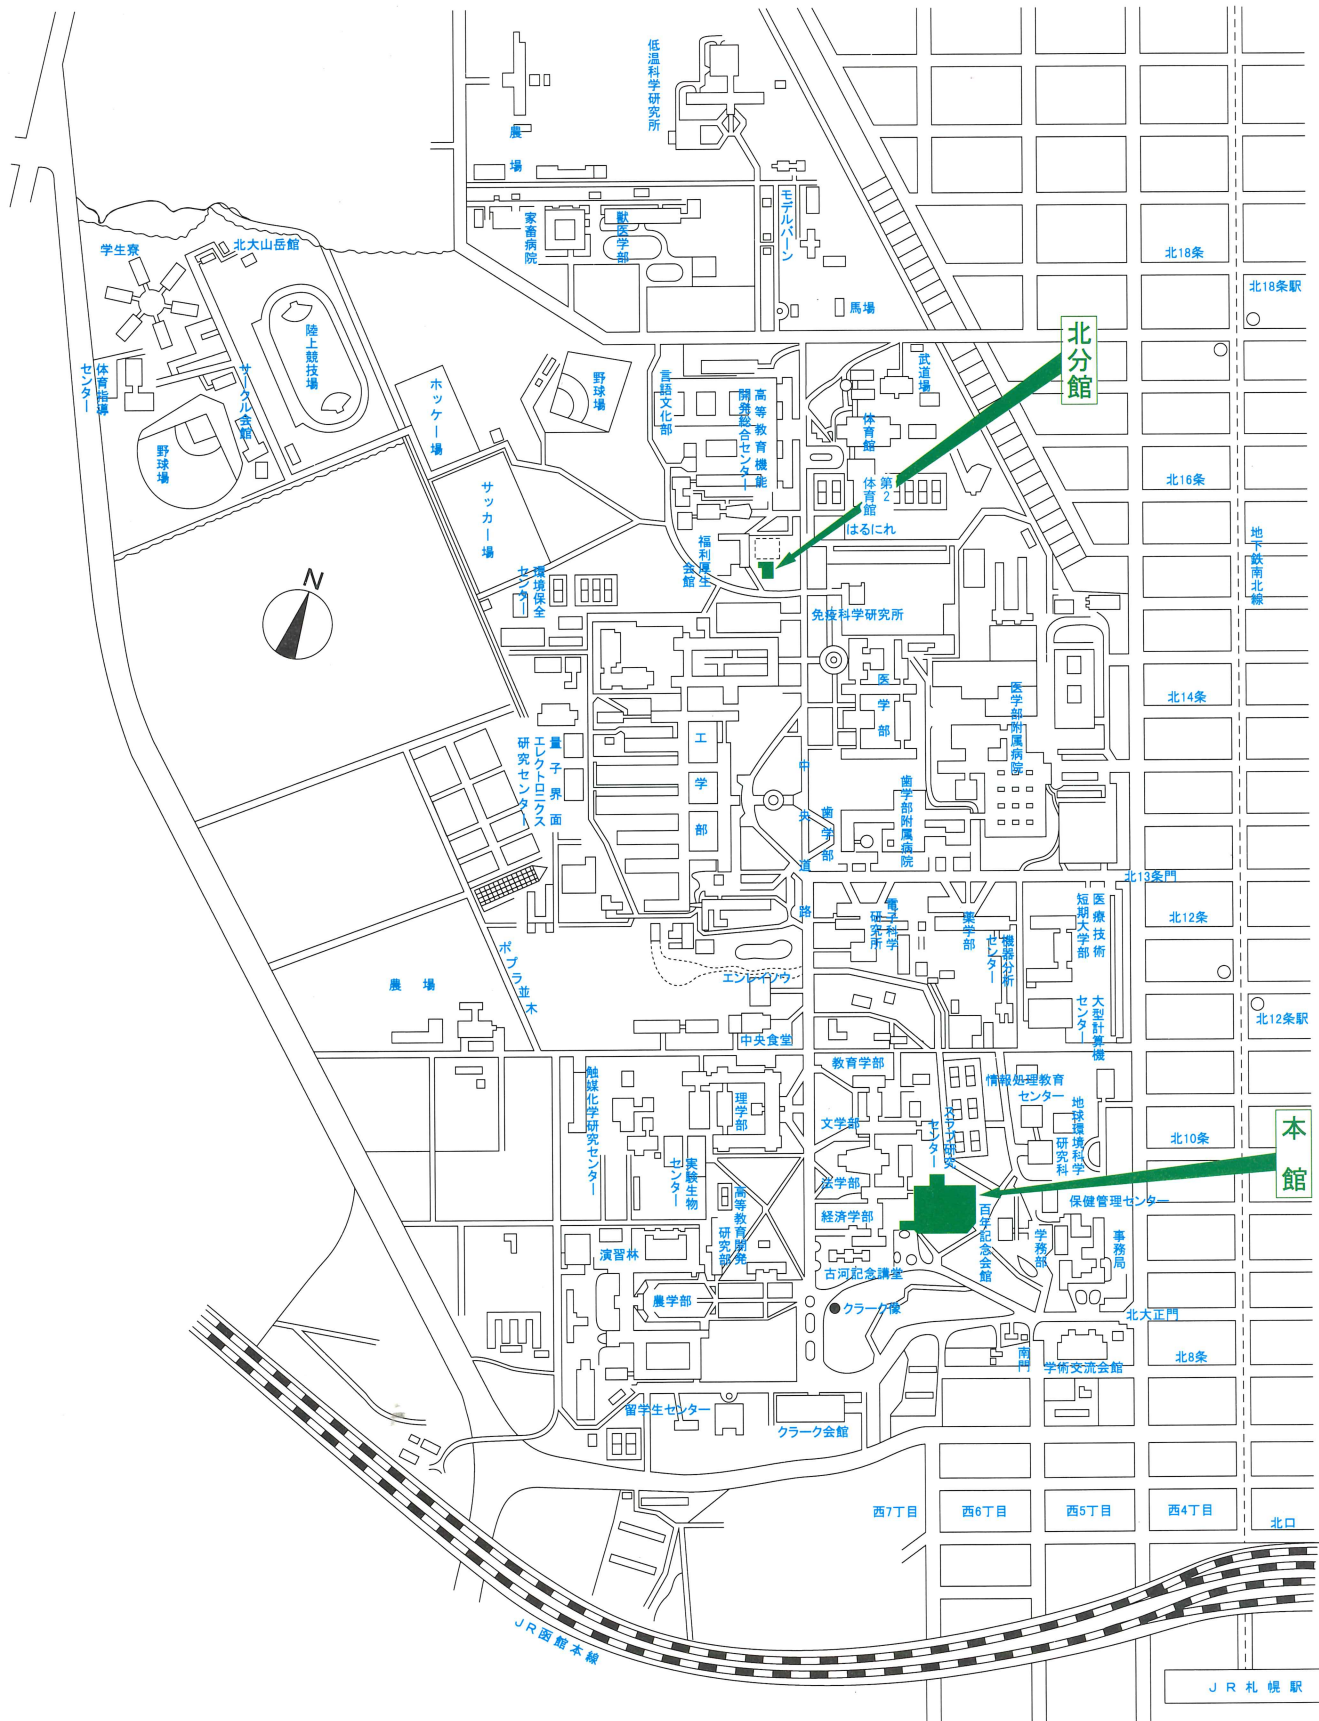 低温科学研究所
農場
モデルバーン
家畜病院
獣医学部
学生寮
北大山岳館
北18条
北18条駅
馬場
北分館
陸上競技場
体育指導
センター
サークル会館
ホッケー場
野球場
言語文化部
高等教育機能
開発総合センター
武道場
体育館
野球場
サッカー場
第2
体育館
北16条
はるにれ
地下鉄南北線
福利厚生
会館
環境保全
センター
N
免疫科学研究所
医学部
医学部附属病院
北14条
工学部
量子界面
エレクトロニクス
研究センター
中央道路
歯学部
歯学部附属病院
北13条門
電子科学
研究所
薬学部
機器分析
センター
医療技術
短期大学部
北12条
ポプラ並木
農場
エンレイソウ
大型計算機
センター
北12条駅
中央食堂
教育学部
情報処理教育
センター
触媒化学研究センター
理学部
文学部
スラブ研究
センター
地球環境科学
研究科
北10条
本館
実験生物
センター
高等教育開発
研究部
法学部
保健管理センター
経済学部
百年記念会館
学務部
事務局
演習林
古河記念講堂
農学部
クラーク像
北大正門
南門
学術交流会館
北8条
留学生センター
クラーク会館
西7丁目
西6丁目
西5丁目
西4丁目
北口
JR函館本線
JR札幌駅